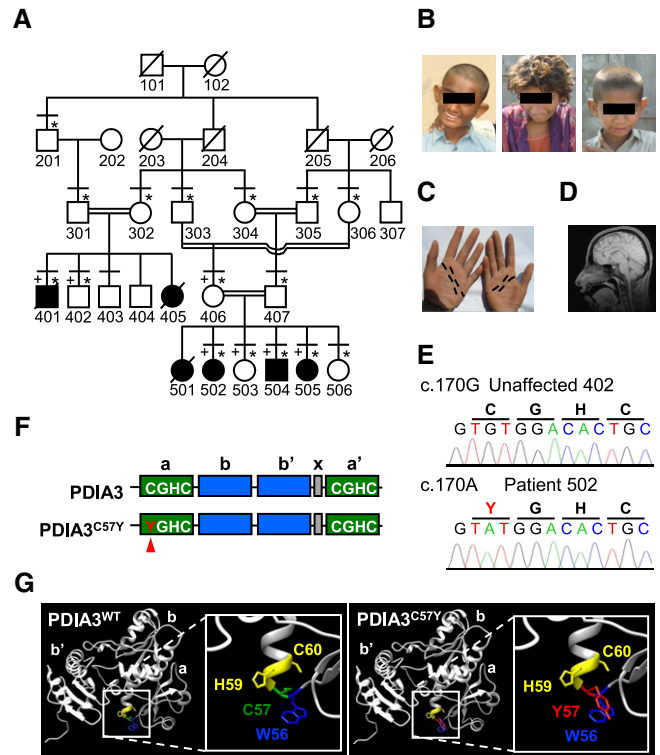 A
101 102
* 
201 202 203 204 205 206
* * * * * *
301 302 303 304 305 306 307
+ * + * * * *
401 402 403 404 405 406 407
+ * + * * + * *
501 502 503 504 505 506
B
C
D
E
c.170G Unaffected 402
C G H C
G T G T G G A C A C T G C
c.170A Patient 502
Y G H C
G T A T G G A C A C T G C
F
a b b' x a'
PDIA3 CGHC CGHC
PDIA3C57Y YGHC CGHC
G
PDIA3WT
b
b'
a
C60
H59
C57
W56
PDIA3C57Y
b
b'
a
C60
H59
Y57
W56